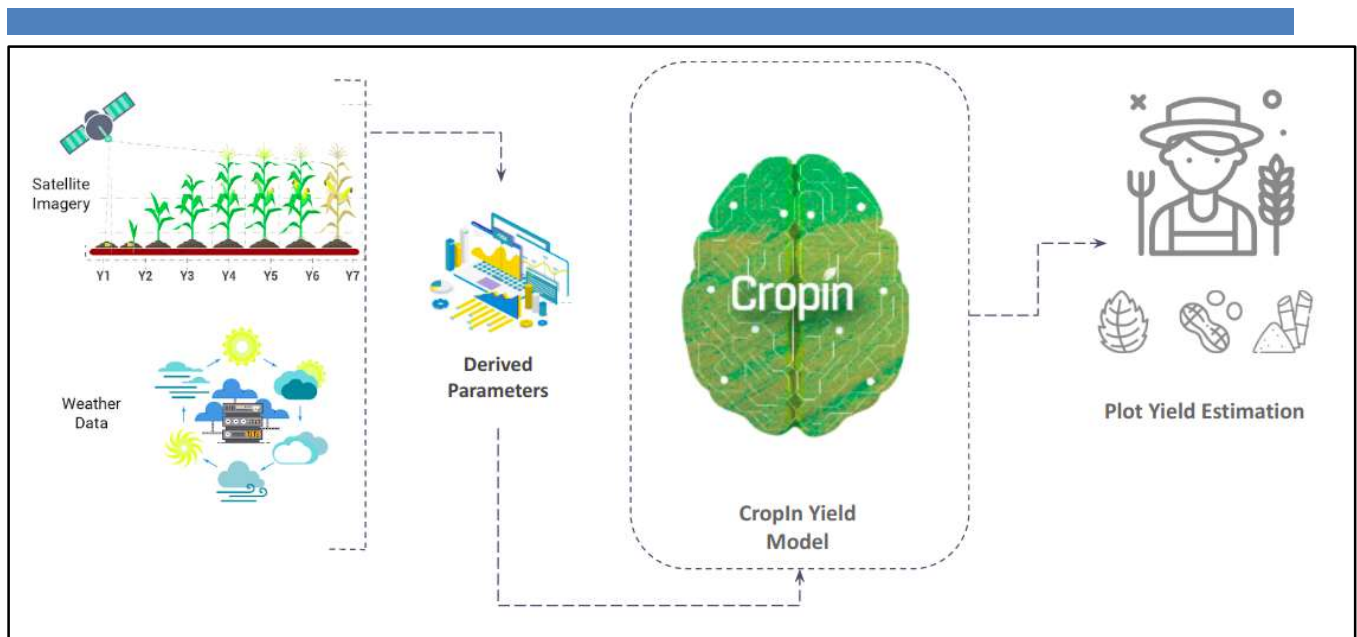 Satellite
Imagery
Y1 Y2 Y3 Y4 Y5 Y6 Y7
Weather
Data
Derived
Parameters
Cropin
CropIn Yield
Model
Plot Yield Estimation